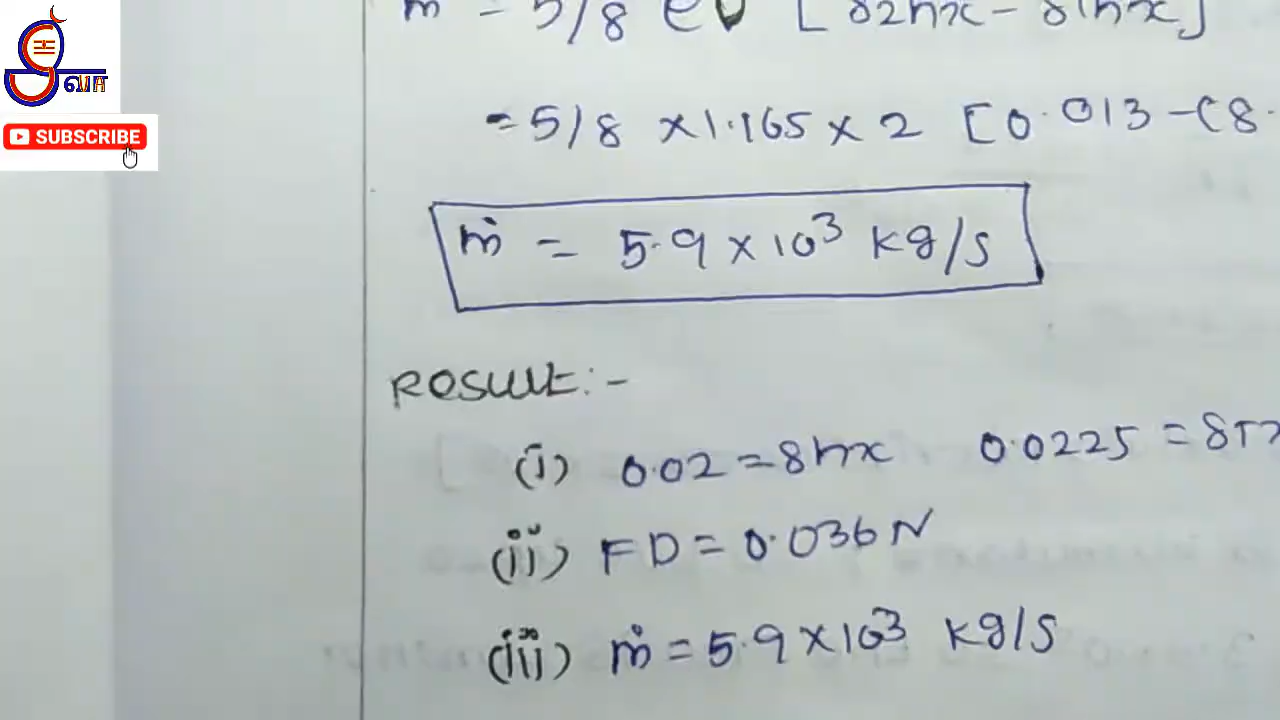 சிவா
SUBSCRIBE
ṁ = 5/8 ρU [δ2hx - δ1hx]
= 5/8 × 1.165 × 2 [0.013 - (8.
ṁ = 5.9 × 10³ kg/s
RESULT:-
(i) 0.02 = δhx 0.0225 = δT
(ii) FD = 0.036 N
(iii) ṁ = 5.9 × 10³ kg/s